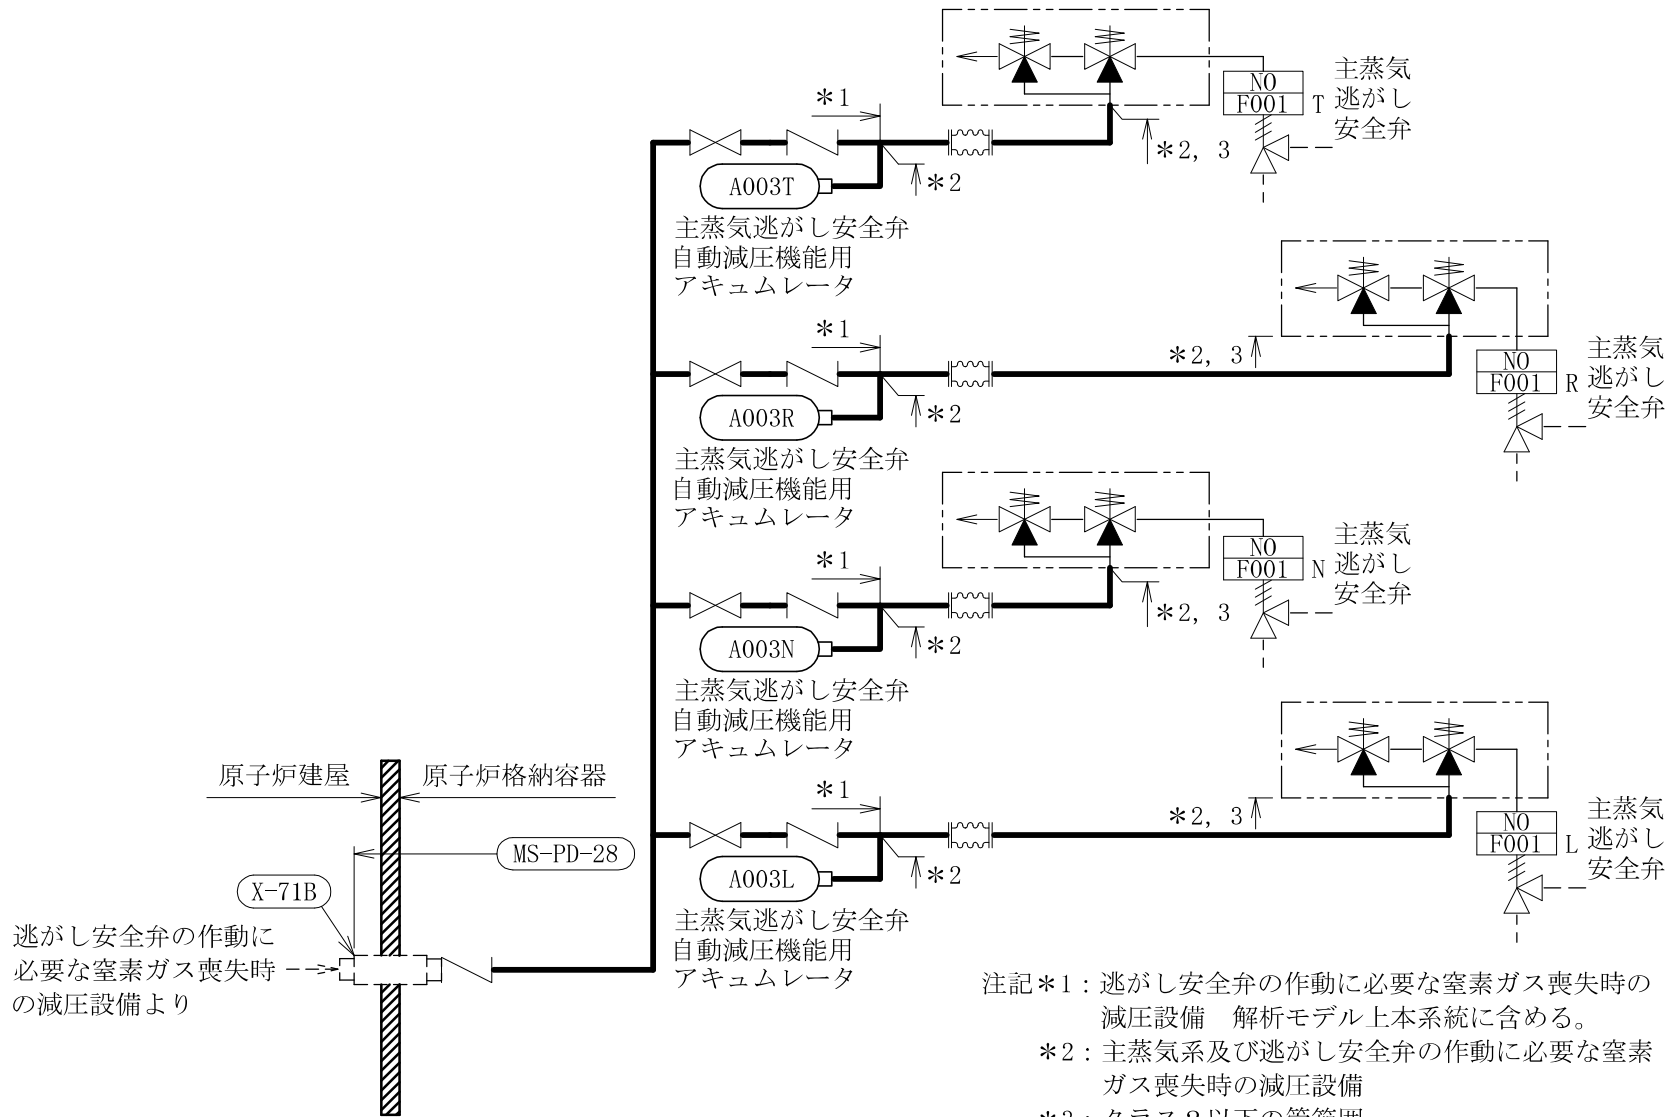 NO
F001
T
主蒸気
逃がし
安全弁
*1
*2, 3
*2
A003T
主蒸気逃がし安全弁
自動減圧機能用
アキュムレータ
NO
F001
R
主蒸気
逃がし
安全弁
*1
*2, 3
*2
A003R
主蒸気逃がし安全弁
自動減圧機能用
アキュムレータ
NO
F001
N
主蒸気
逃がし
安全弁
*1
*2, 3
*2
A003N
主蒸気逃がし安全弁
自動減圧機能用
アキュムレータ
NO
F001
L
主蒸気
逃がし
安全弁
*1
*2, 3
*2
A003L
主蒸気逃がし安全弁
自動減圧機能用
アキュムレータ
原子炉建屋
原子炉格納容器
MS-PD-28
X-71B
逃がし安全弁の作動に
必要な窒素ガス喪失時
の減圧設備より
注記*1:逃がし安全弁の作動に必要な窒素ガス喪失時の
減圧設備 解析モデル上本系統に含める。
*2:主蒸気系及び逃がし安全弁の作動に必要な窒素
ガス喪失時の減圧設備